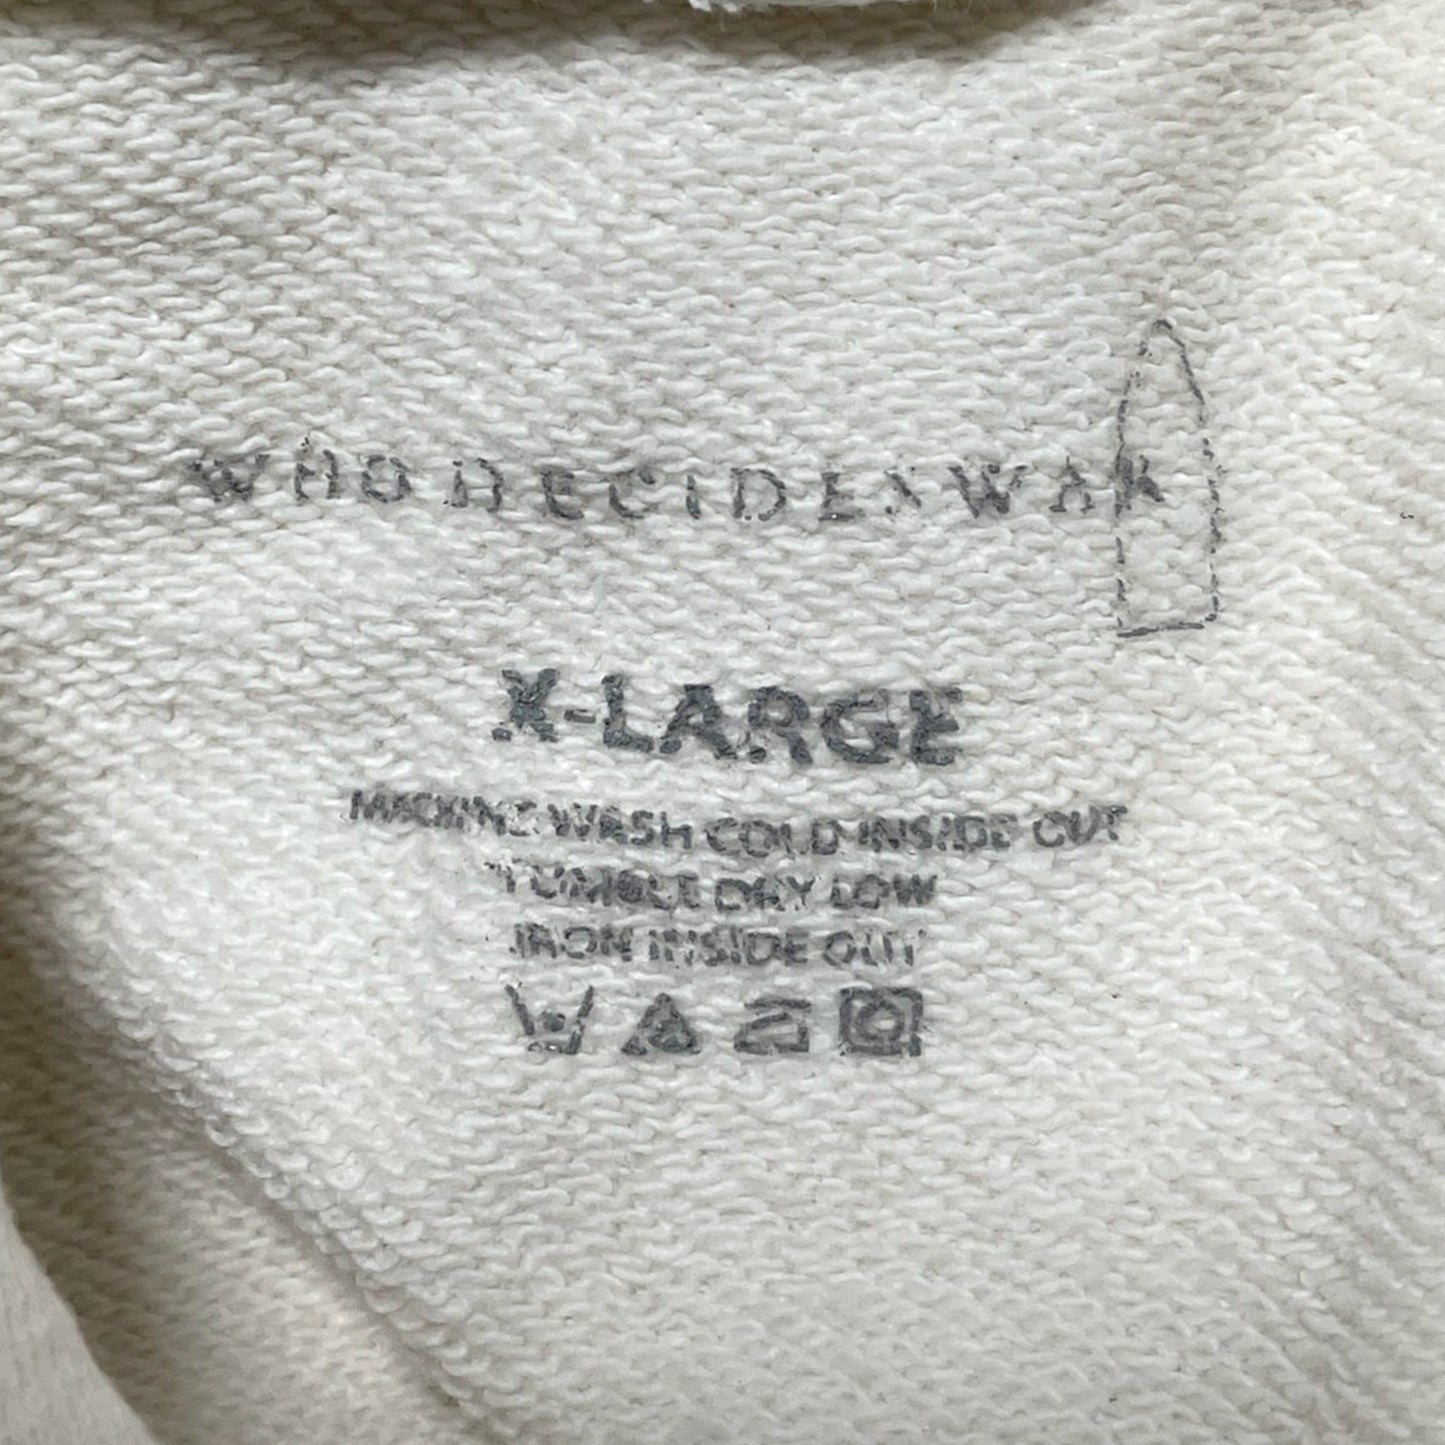 WHO DECIDES WAR
X-LARGE
MACHINE WASH COLD INSIDE OUT
TUMBLE DRY LOW
IRON INSIDE OUT